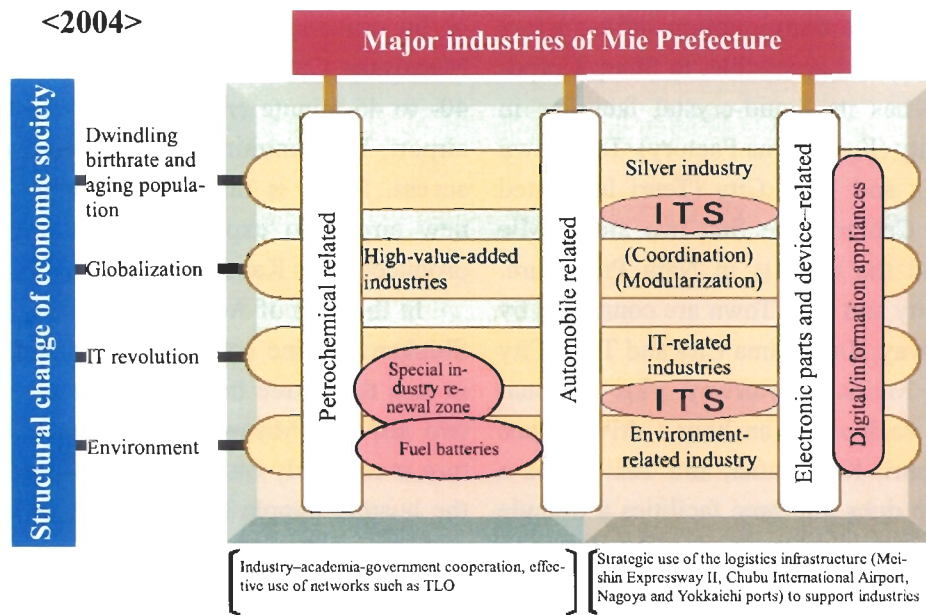 <2004>
Major industries of Mie Prefecture
Structural change of economic society
Dwindling
birthrate and
aging popula-
tion
Globalization
IT revolution
Environment
Petrochemical related
Automobile related
Electronic parts and device–related
Digital/information appliances
Silver industry
ITS
High-value-added
industries
(Coordination)
(Modularization)
IT-related
industries
Special in-
dustry re-
newal zone
ITS
Fuel batteries
Environment-
related industry
Industry–academia-government cooperation, effec-
tive use of networks such as TLO
Strategic use of the logistics infrastructure (Mei-
shin Expressway II, Chubu International Airport,
Nagoya and Yokkaichi ports) to support industries